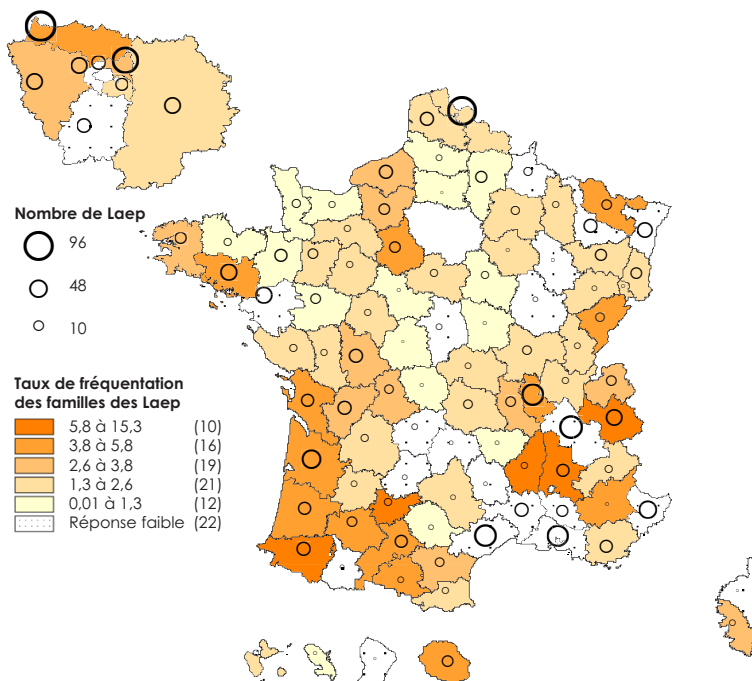 Nombre de Laep
96
48
10
Taux de fréquentation
des familles des Laep
5,8 à 15,3 (10)
3,8 à 5,8 (16)
2,6 à 3,8 (19)
1,3 à 2,6 (21)
0,01 à 1,3 (12)
Réponse faible (22)